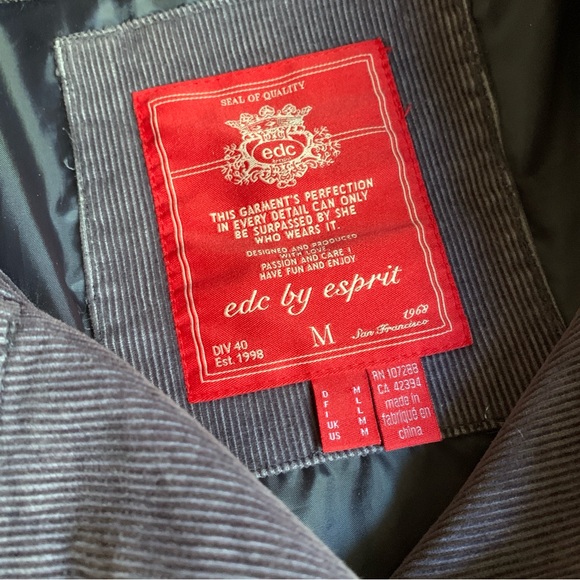 SEAL OF QUALITY
edc
THIS GARMENT'S PERFECTION
IN EVERY DETAIL CAN ONLY
BE SURPASSED BY SHE
WHO WEARS IT.
DESIGNED AND PRODUCED
WITH LOVE,
PASSION AND CARE!
HAVE FUN AND ENJOY
edc by esprit
DIV 40
Est. 1998
M
1968
San Francisco
D M
F L
I L
UK M
US M
RN 107289
CA 42394
made in
fabriqué en
china